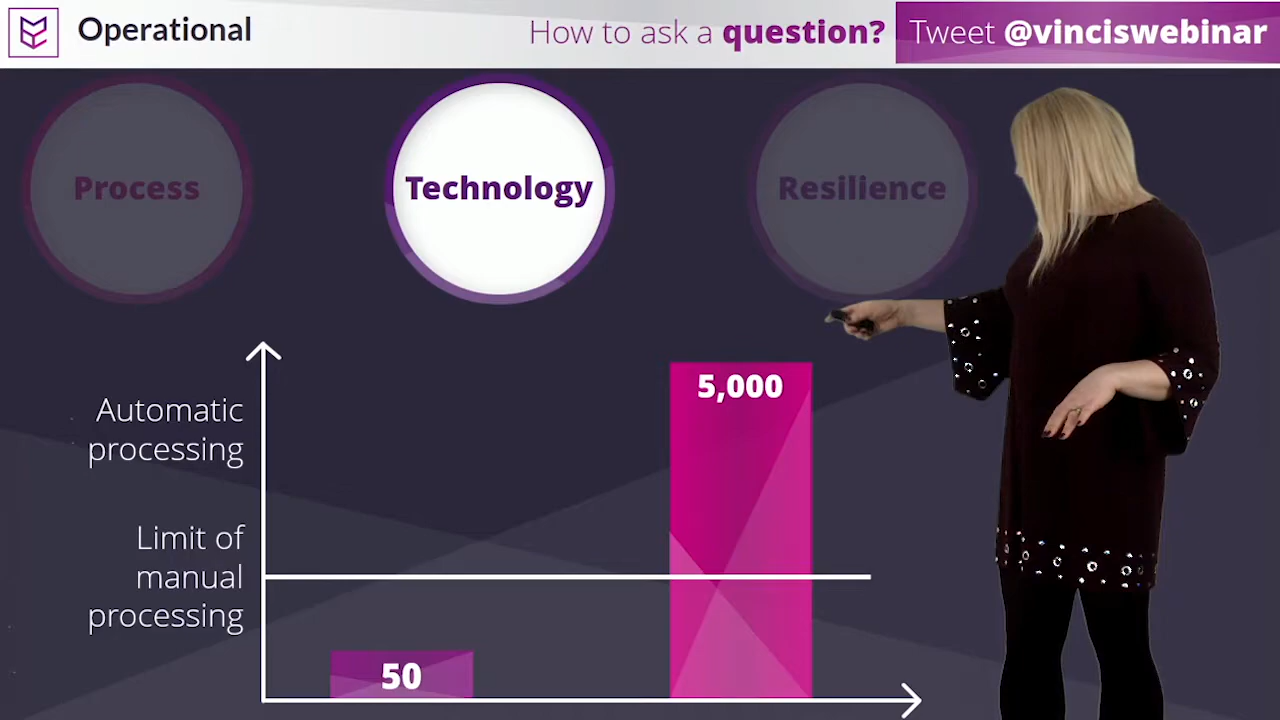 Operational
How to ask a question?
Tweet @vinciswebinar
Process
Technology
Resilience
Automatic
processing
Limit of
manual
processing
5,000
50